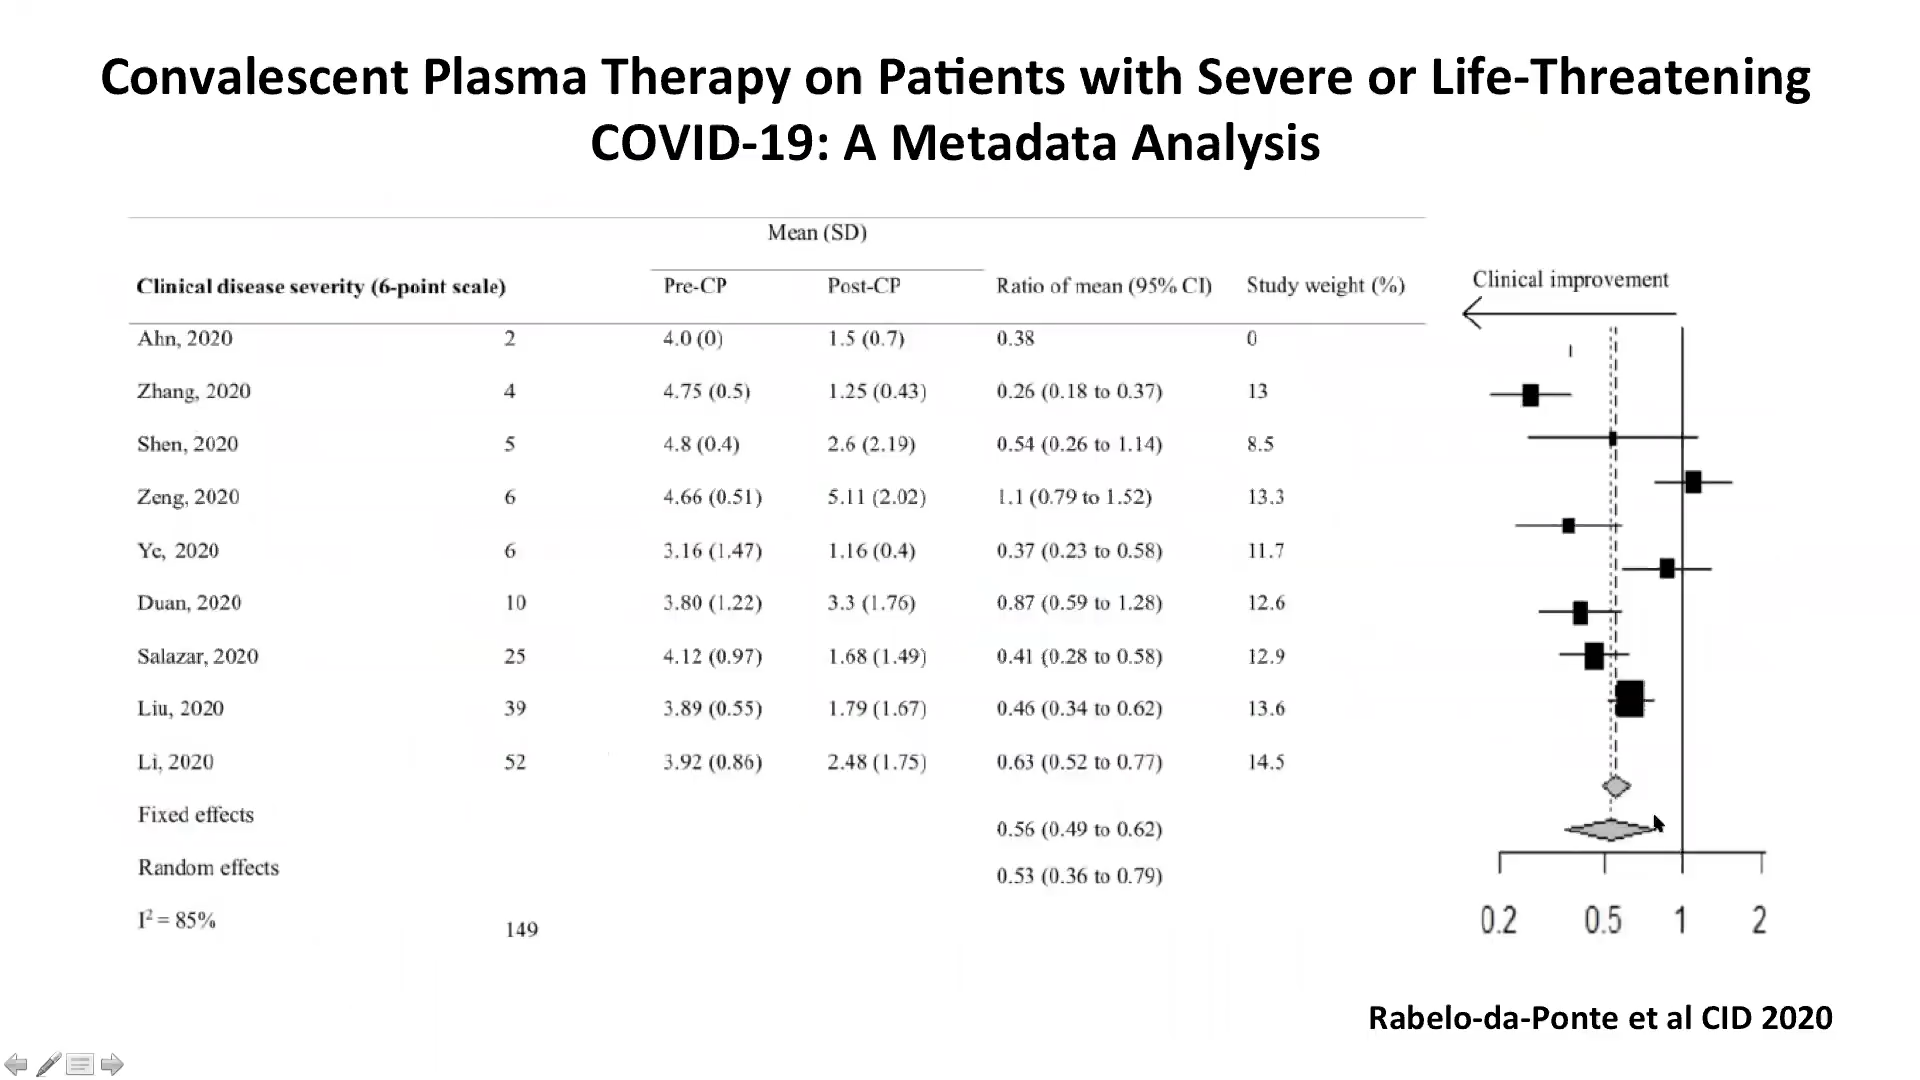 Convalescent Plasma Therapy on Patients with Severe or Life-Threatening
COVID-19: A Metadata Analysis
Mean (SD)
Clinical disease severity (6-point scale) Pre-CP Post-CP Ratio of mean (95% CI) Study weight (%) Clinical improvement
Ahn, 2020 2 4.0 (0) 1.5 (0.7) 0.38 0
Zhang, 2020 4 4.75 (0.5) 1.25 (0.43) 0.26 (0.18 to 0.37) 13
Shen, 2020 5 4.8 (0.4) 2.6 (2.19) 0.54 (0.26 to 1.14) 8.5
Zeng, 2020 6 4.66 (0.51) 5.11 (2.02) 1.1 (0.79 to 1.52) 13.3
Ye, 2020 6 3.16 (1.47) 1.16 (0.4) 0.37 (0.23 to 0.58) 11.7
Duan, 2020 10 3.80 (1.22) 3.3 (1.76) 0.87 (0.59 to 1.28) 12.6
Salazar, 2020 25 4.12 (0.97) 1.68 (1.49) 0.41 (0.28 to 0.58) 12.9
Liu, 2020 39 3.89 (0.55) 1.79 (1.67) 0.46 (0.34 to 0.62) 13.6
Li, 2020 52 3.92 (0.86) 2.48 (1.75) 0.63 (0.52 to 0.77) 14.5
Fixed effects 0.56 (0.49 to 0.62)
Random effects 0.53 (0.36 to 0.79)
I² = 85% 149
0.2 0.5 1 2
Rabelo-da-Ponte et al CID 2020